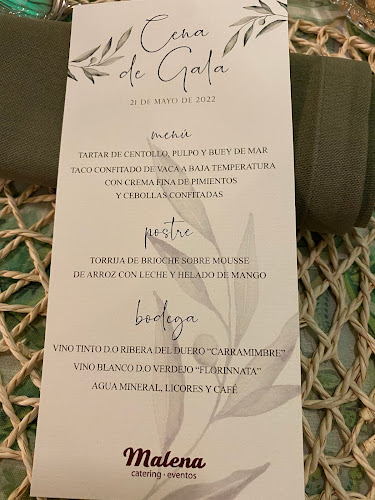 Cena
de Gala
21 DE MAYO DE 2022
menú
TARTAR DE CENTOLLO, PULPO Y BUEY DE MAR
TACO CONFITADO DE VACA A BAJA TEMPERATURA
CON CREMA FINA DE PIMIENTOS
Y CEBOLLAS CONFITADAS
postre
TORRIJA DE BRIOCHE SOBRE MOUSSE
DE ARROZ CON LECHE Y HELADO DE MANGO
bodega
VINO TINTO D.O RIBERA DEL DUERO “CARRAMIMBRE”
VINO BLANCO D.O VERDEJO “FLORINNATA”
AGUA MINERAL, LICORES Y CAFÉ
Malena
catering · eventos